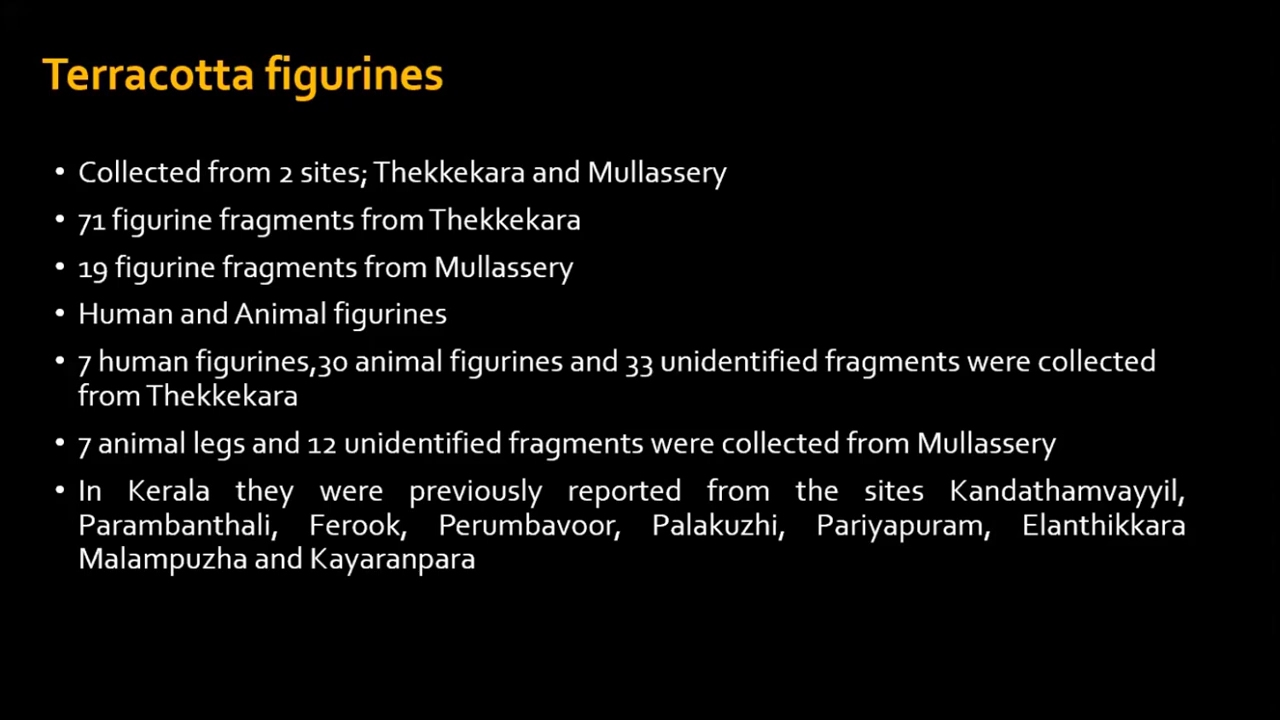 Terracotta figurines
• Collected from 2 sites; Thekkekara and Mullassery
• 71 figurine fragments from Thekkekara
• 19 figurine fragments from Mullassery
• Human and Animal figurines
• 7 human figurines,30 animal figurines and 33 unidentified fragments were collected
from Thekkekara
• 7 animal legs and 12 unidentified fragments were collected from Mullassery
• In Kerala they were previously reported from the sites Kandathamvayyil,
Parambanthali, Ferook, Perumbavoor, Palakuzhi, Pariyapuram, Elanthikkara
Malampuzha and Kayaranpara